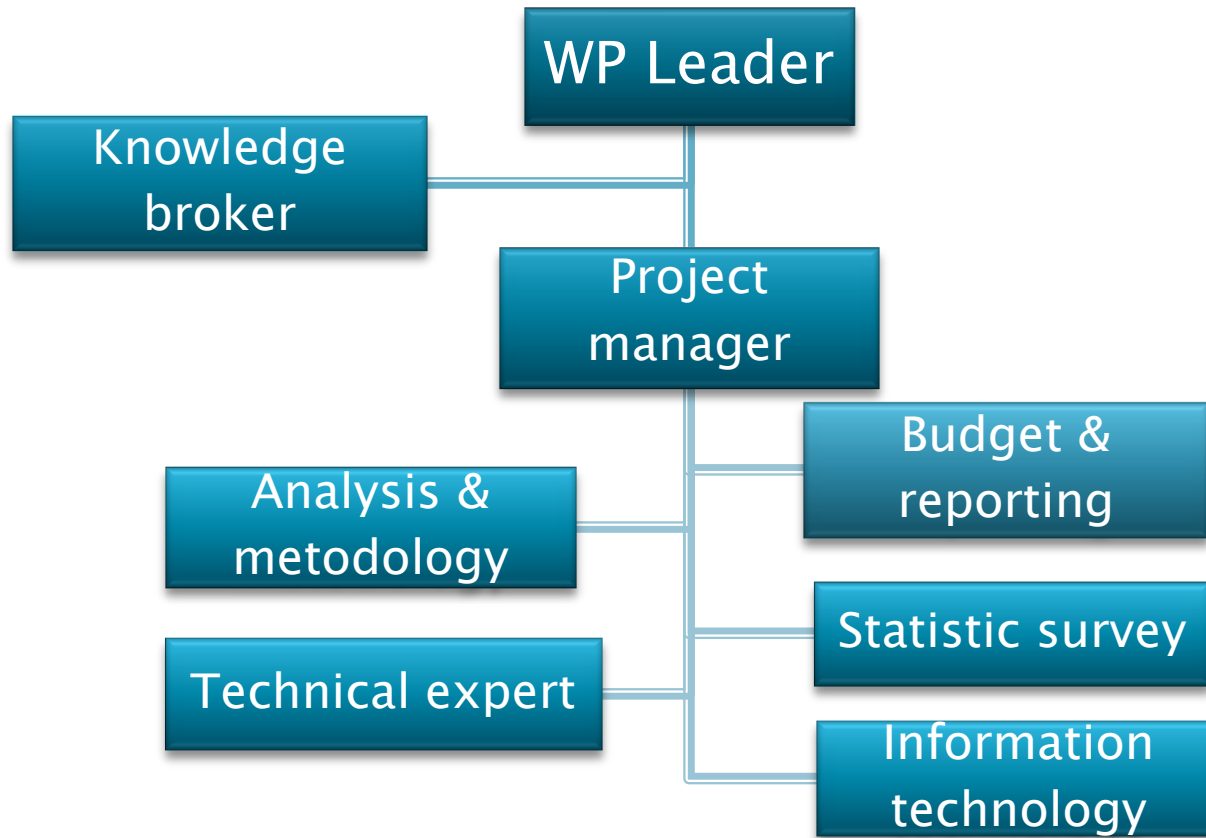 WP Leader
Knowledge
broker
Project
manager
Budget &
reporting
Analysis &
metodology
Statistic survey
Technical expert
Information
technology